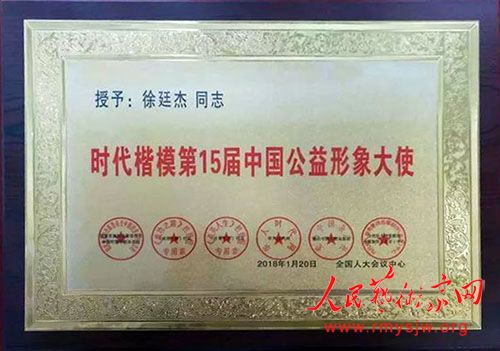 授予：徐廷杰 同志
时代楷模第15届中国公益形象大使
2018年1月20日 全国人大会议中心
人民艺术家网
www.rmysjw.org